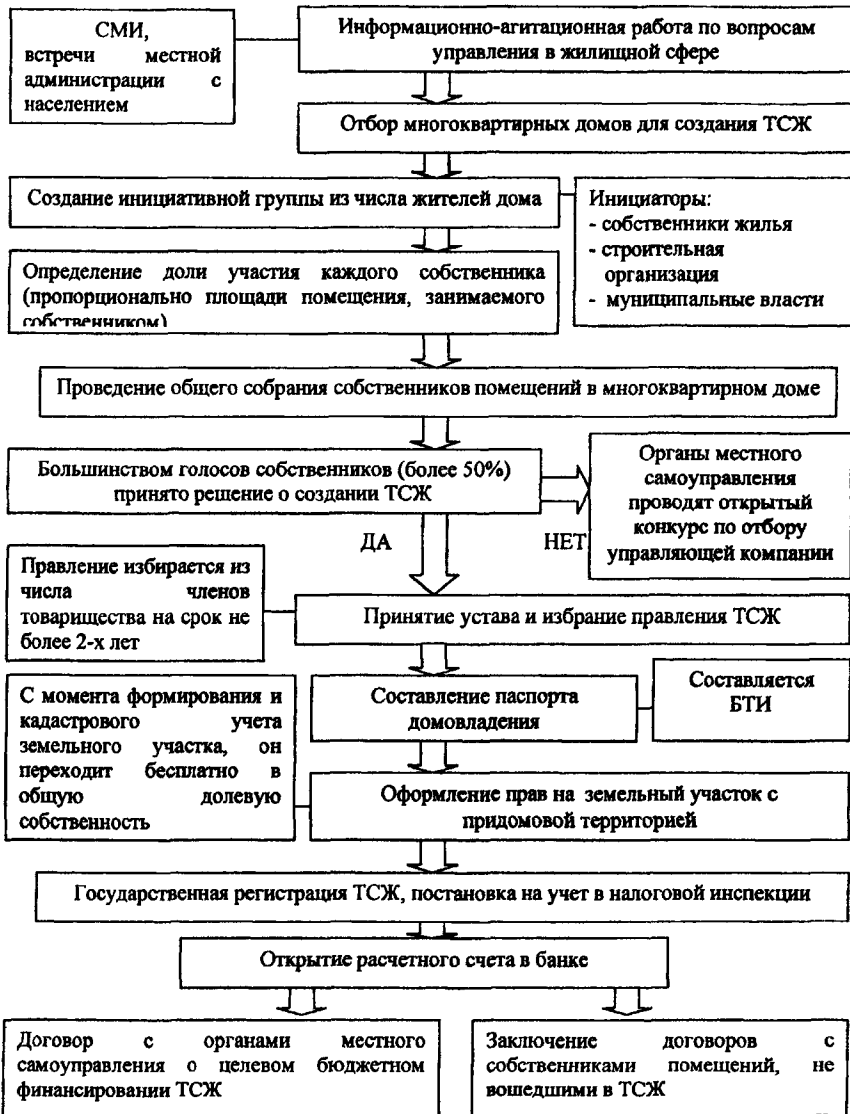 СМИ,
встречи местной
администрации с
населением
Информационно-агитационная работа по вопросам
управления в жилищной сфере
Отбор многоквартирных домов для создания ТСЖ
Создание инициативной группы из числа жителей дома
Инициаторы:
- собственники жилья
- строительная
организация
- муниципальные власти
Определение доли участия каждого собственника
(пропорционально площади помещения, занимаемого
собственником)
Проведение общего собрания собственников помещений в многоквартирном доме
Большинством голосов собственников (более 50%)
принято решение о создании ТСЖ
Органы местного
самоуправления
проводят открытый
конкурс по отбору
управляющей компании
ДА
НЕТ
Правление избирается из
числа членов
товарищества на срок не
более 2-х лет
Принятие устава и избрание правления ТСЖ
Составление паспорта
домовладения
Составляется
БТИ
С момента формирования и
кадастрового учета
земельного участка, он
переходит бесплатно в
общую долевую
собственность
Оформление прав на земельный участок с
придомовой территорией
Государственная регистрация ТСЖ, постановка на учет в налоговой инспекции
Открытие расчетного счета в банке
Договор с органами местного
самоуправления о целевом бюджетном
финансировании ТСЖ
Заключение договоров с
собственниками помещений, не
вошедшими в ТСЖ